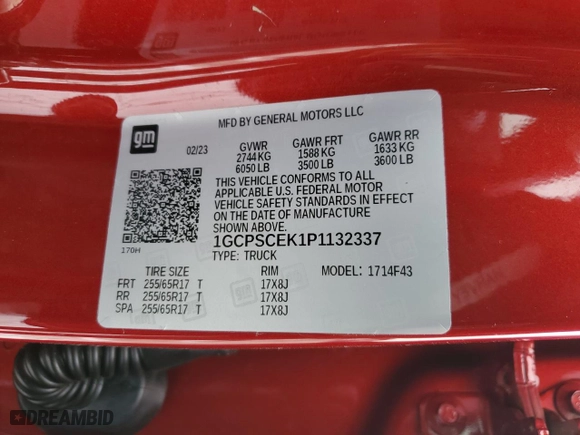 MFD BY GENERAL MOTORS LLC
gm
02/23
GVWR GAWR FRT GAWR RR
2744 KG 1588 KG 1633 KG
6050 LB 3500 LB 3600 LB
THIS VEHICLE CONFORMS TO ALL
APPLICABLE U.S. FEDERAL MOTOR
VEHICLE SAFETY STANDARDS IN EFFECT
ON THE DATE OF MANUFACTURE
SHOWN ABOVE.
170H
1GCPSCEK1P1132337
TYPE: TRUCK
TIRE SIZE RIM MODEL: 1714F43
FRT 255/65R17 T 17X8J
RR 255/65R17 T 17X8J
SPA 255/65R17 T 17X8J
DREAMBID